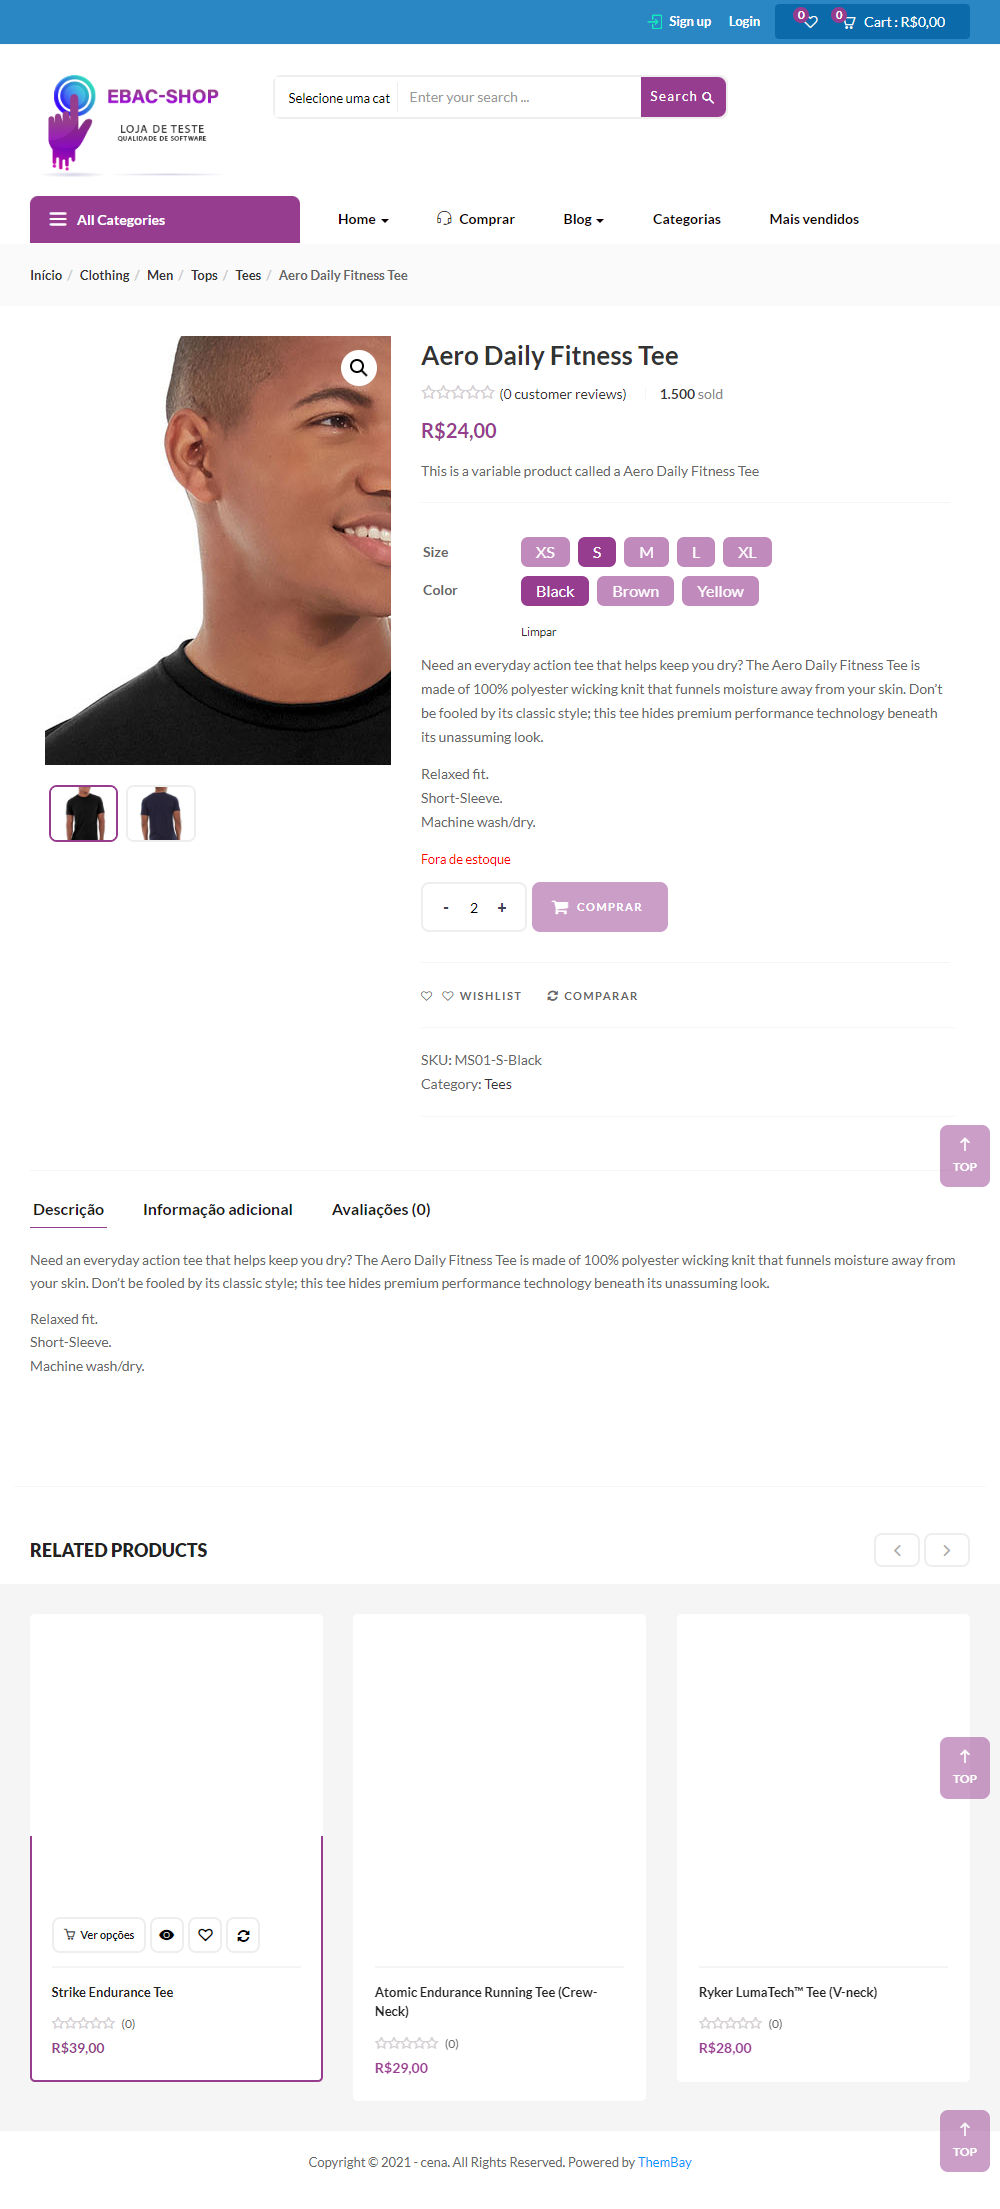 Sign up Login 0 0 Cart : R$0,00
EBAC-SHOP
LOJA DE TESTE
QUALIDADE DE SOFTWARE
Selecione uma cat Enter your search ... Search
All Categories Home Comprar Blog Categorias Mais vendidos
Início / Clothing / Men / Tops / Tees / Aero Daily Fitness Tee
Aero Daily Fitness Tee
(0 customer reviews) 1.500 sold
R$24,00
This is a variable product called a Aero Daily Fitness Tee
Size XS S M L XL
Color Black Brown Yellow
Limpar
Need an everyday action tee that helps keep you dry? The Aero Daily Fitness Tee is
made of 100% polyester wicking knit that funnels moisture away from your skin. Don't
be fooled by its classic style; this tee hides premium performance technology beneath
its unassuming look.
Relaxed fit.
Short-Sleeve.
Machine wash/dry.
Fora de estoque
- 2 + COMPRAR
WISHLIST COMPARAR
SKU: MS01-S-Black
Category: Tees
TOP
Descrição Informação adicional Avaliações (0)
Need an everyday action tee that helps keep you dry? The Aero Daily Fitness Tee is made of 100% polyester wicking knit that funnels moisture away from
your skin. Don't be fooled by its classic style; this tee hides premium performance technology beneath its unassuming look.
Relaxed fit.
Short-Sleeve.
Machine wash/dry.
RELATED PRODUCTS
TOP
Ver opções
Strike Endurance Tee
(0)
R$39,00
Atomic Endurance Running Tee (Crew-
Neck)
(0)
R$29,00
Ryker LumaTech™ Tee (V-neck)
(0)
R$28,00
TOP
Copyright © 2021 - cena. All Rights Reserved. Powered by ThemBay